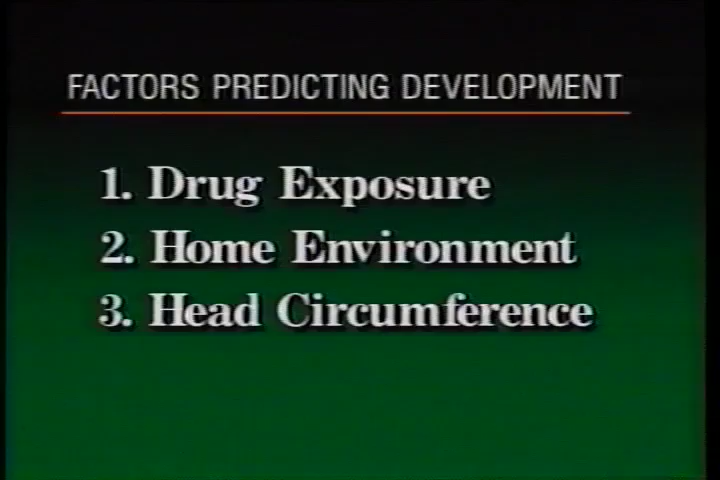 FACTORS PREDICTING DEVELOPMENT
1. Drug Exposure
2. Home Environment
3. Head Circumference